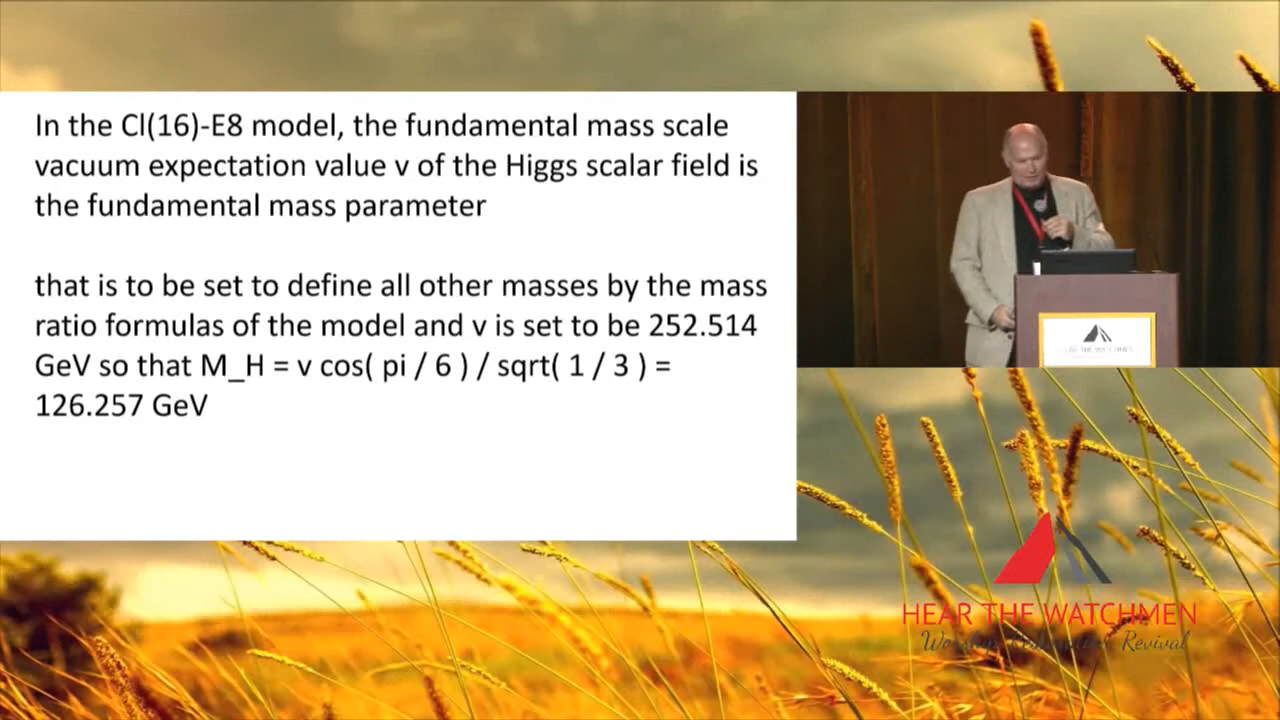 In the Cl(16)-E8 model, the fundamental mass scale
vacuum expectation value v of the Higgs scalar field is
the fundamental mass parameter
that is to be set to define all other masses by the mass
ratio formulas of the model and v is set to be 252.514
GeV so that M_H = v cos( pi / 6 ) / sqrt( 1 / 3 ) =
126.257 GeV
HEAR THE WATCHMEN
Revival